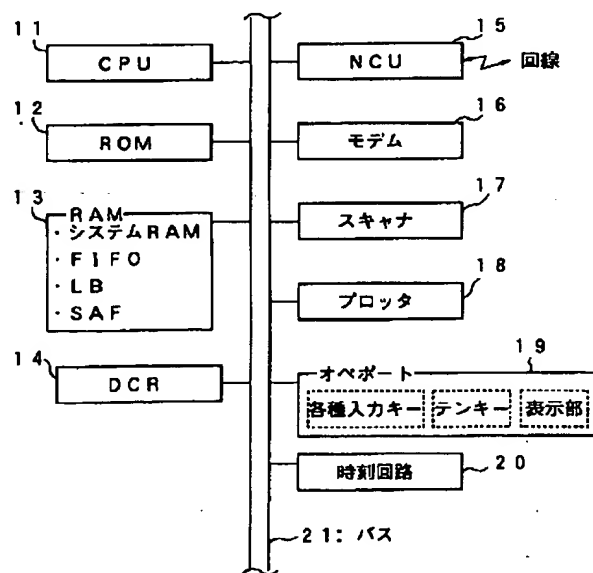 11
CPU
12
ROM
13
RAM
・システムRAM
・FIFO
・LB
・SAF
14
DCR
15
NCU
回線
16
モデム
17
スキャナ
18
プロッタ
19
オペポート
各種入力キー テンキー 表示部
時刻回路
20
21: バス